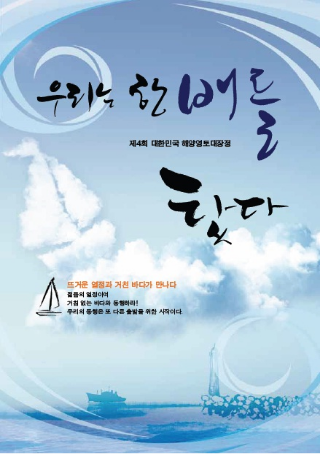 우리는 한 배를
제4회 대한민국 해양영토대장정
탔다
뜨거운 열정과 거친 바다가 만나다
젊음의 열정이여
거침 없는 바다와 동행하라!
우리의 동행은 또 다른 출발을 위한 시작이다.